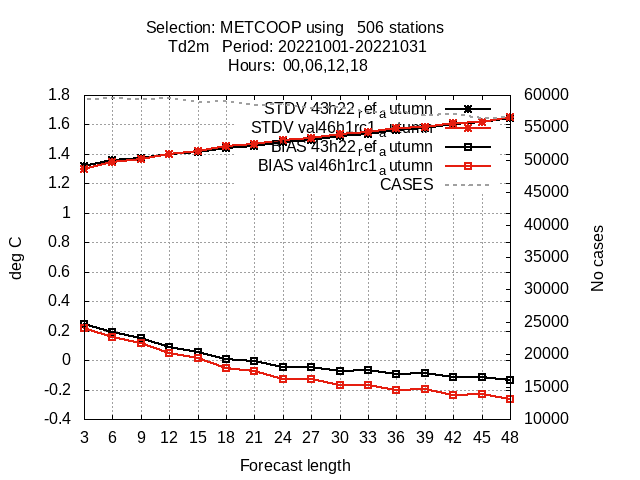 Selection: METCOOP using 506 stations
Td2m Period: 20221001-20221031
Hours: 00,06,12,18
STDV 43h22_ref_autumn
STDV val46h1rc1_autumn
BIAS 43h22_ref_autumn
BIAS val46h1rc1_autumn
CASES
deg C
1.8
1.6
1.4
1.2
1
0.8
0.6
0.4
0.2
0
-0.2
-0.4
No cases
60000
55000
50000
45000
40000
35000
30000
25000
20000
15000
10000
3 6 9 12 15 18 21 24 27 30 33 36 39 42 45 48
Forecast length